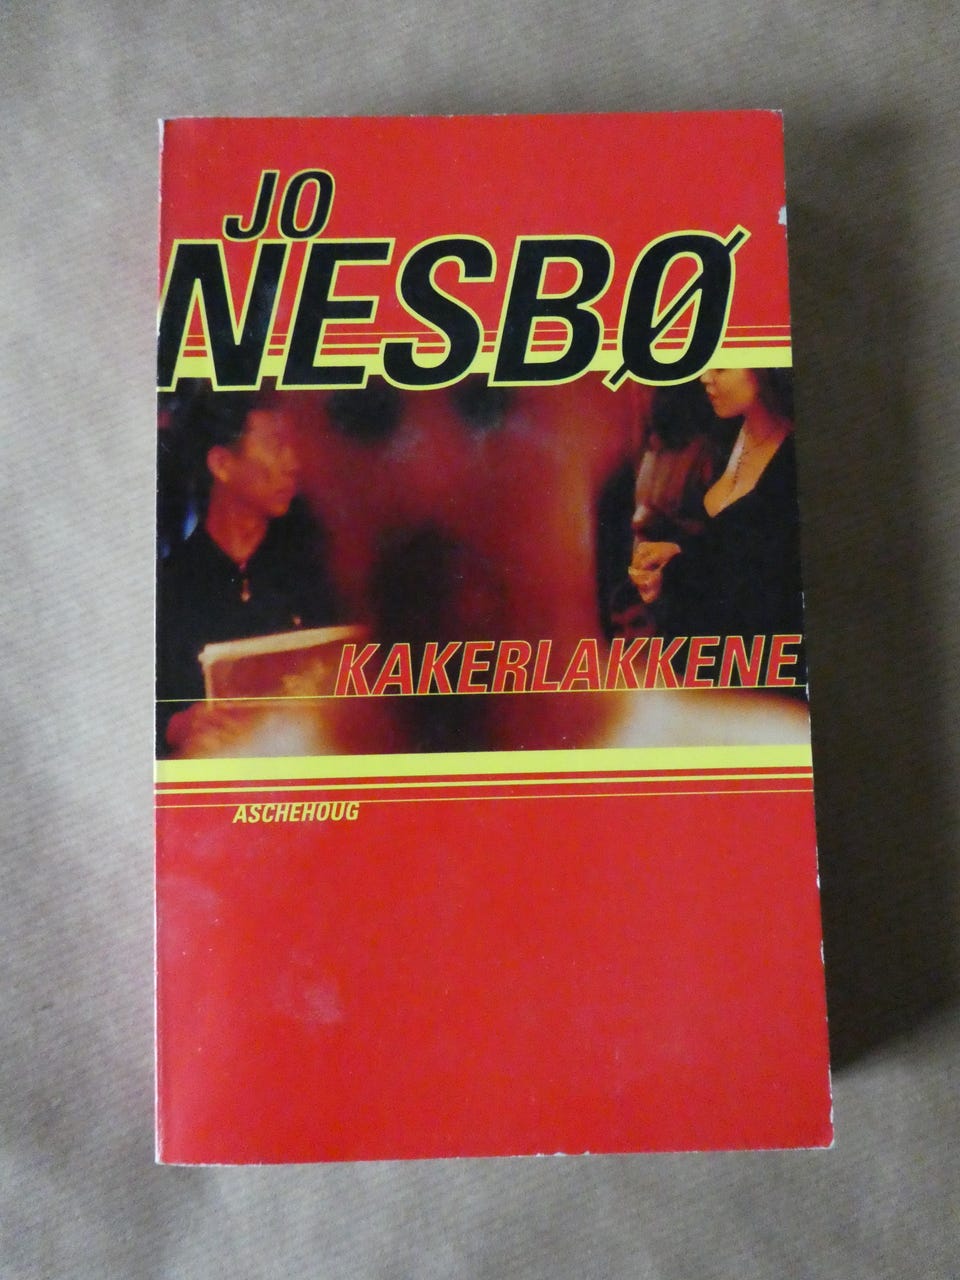 JO
NESBØ
KAKERLAKKENE
ASCHEHOUG